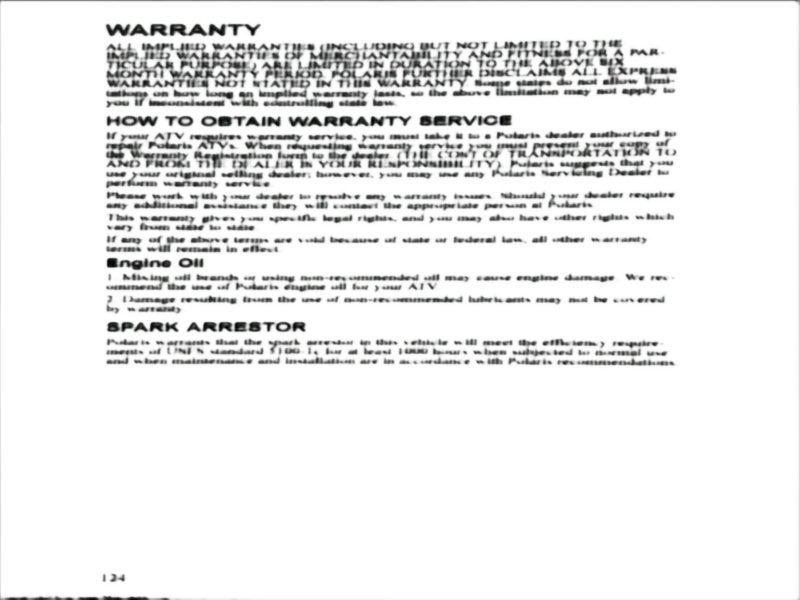 WARRANTY
ALL IMPLIED WARRANTIES (INCLUDING BUT NOT LIMITED TO THE
IMPLIED WARRANTIES OF MERCHANTABILITY AND FITNESS FOR A PAR-
TICULAR PURPOSE) ARE LIMITED IN DURATION TO THE ABOVE SIX
MONTH WARRANTY PERIOD. POLARIS FURTHER DISCLAIMS ALL EXPRESS
WARRANTIES NOT STATED IN THIS WARRANTY. Some states do not allow limi-
tations on how long an implied warranty lasts, so the above limitation may not apply to
you if inconsistent with controlling state law.
HOW TO OBTAIN WARRANTY SERVICE
If your ATV requires warranty service, you must take it to a Polaris dealer authorized to
repair Polaris ATVs. When requesting warranty service you must present your copy of
the Warranty Registration form to the dealer. (THE COST OF TRANSPORTATION TO
AND FROM THE DEALER IS YOUR RESPONSIBILITY). Polaris suggests that you
use your original selling dealer; however, you may use any Polaris Servicing Dealer to
perform warranty service.
Please work with your dealer to resolve any warranty issues. Should your dealer require
any additional assistance they will contact the appropriate person at Polaris.
This warranty gives you specific legal rights, and you may also have other rights which
vary from state to state.
If any of the above terms are void because of state or federal law, all other warranty
terms will remain in effect.
Engine Oil
1. Mixing oil brands or using non-recommended oil may cause engine damage. We rec-
ommend the use of Polaris engine oil for your ATV.
2. Damage resulting from the use of non-recommended lubricants may not be covered
by warranty.
SPARK ARRESTOR
Polaris warrants that the spark arrestor in this vehicle will meet the efficiency require-
ments of USFS standard 5100-1c for at least 1000 hours when subjected to normal use
and when maintenance and installation are in accordance with Polaris recommendations.
124